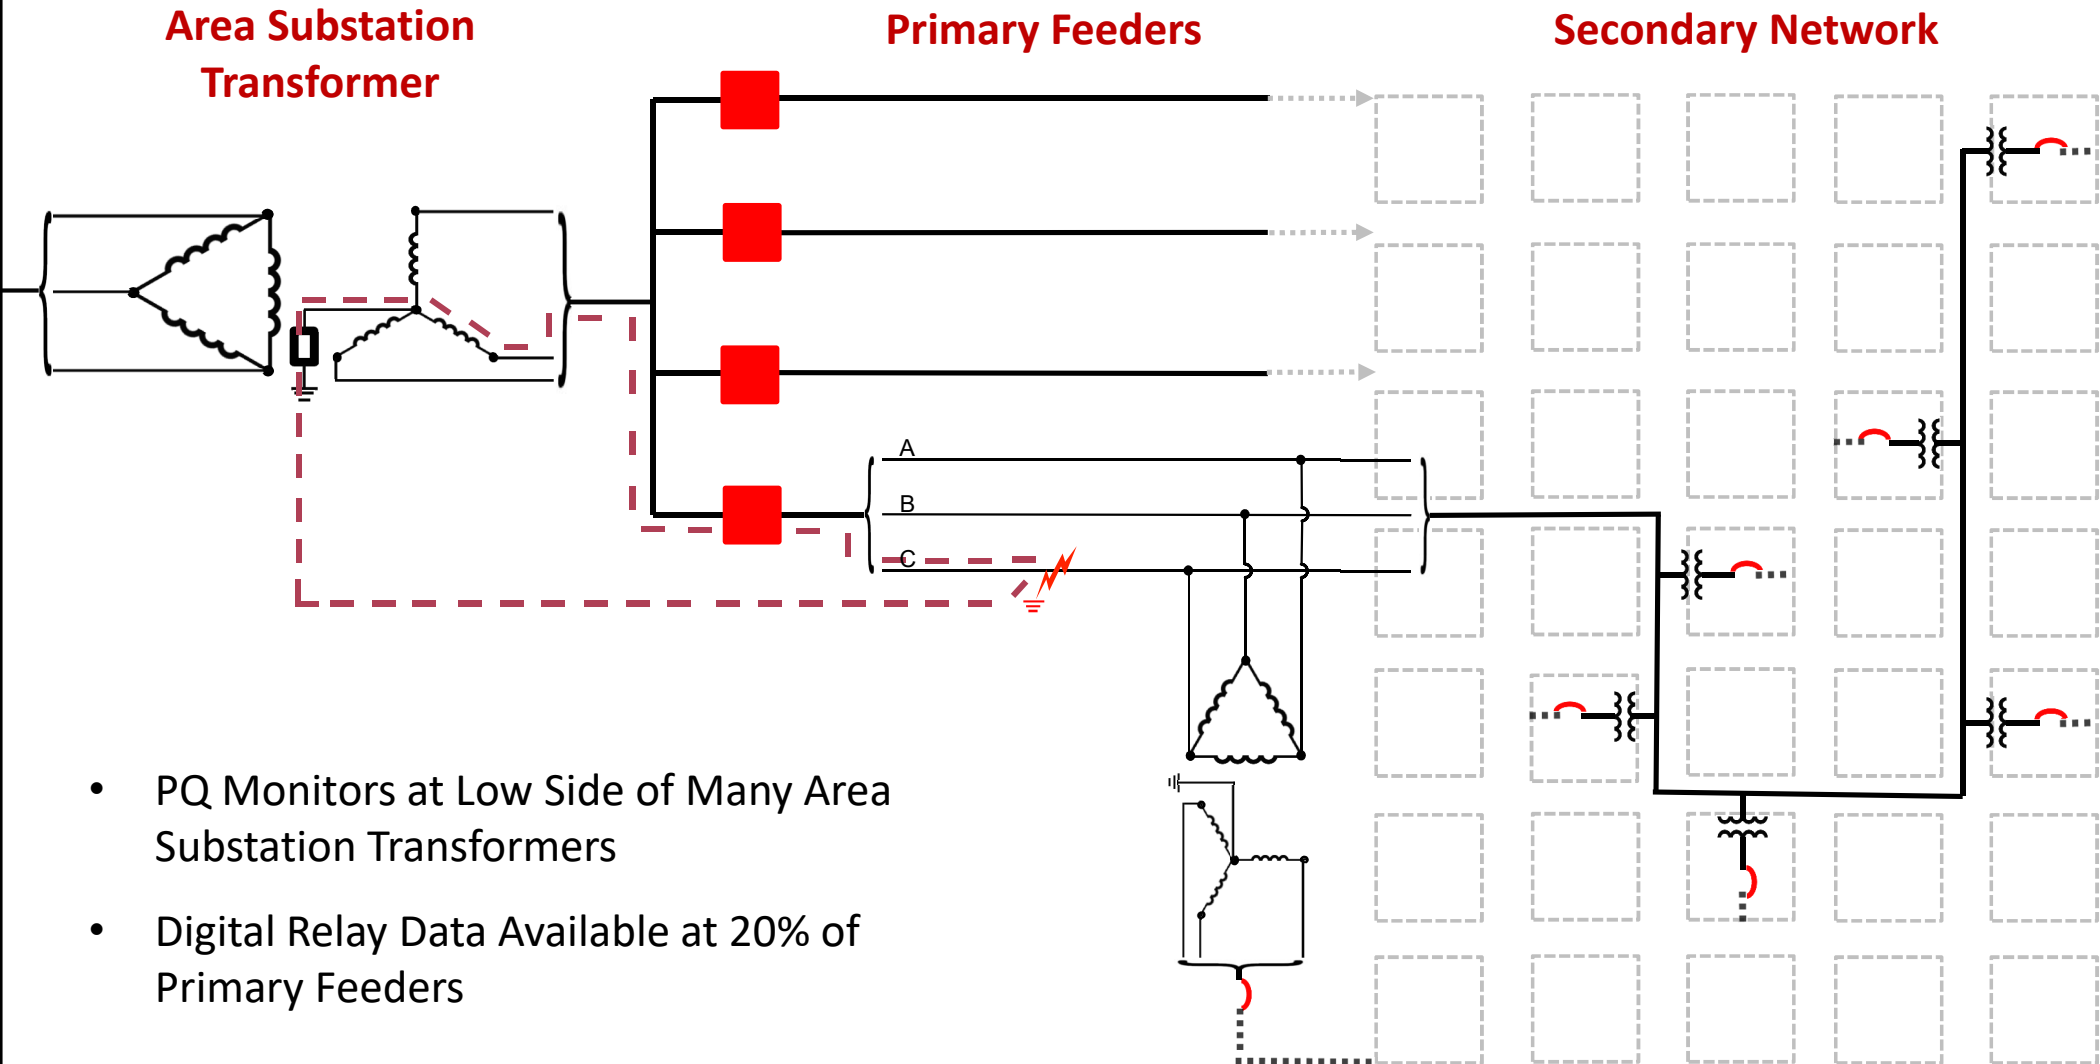 Area Substation
Transformer
Primary Feeders
Secondary Network
A
B
C
• PQ Monitors at Low Side of Many Area
Substation Transformers
• Digital Relay Data Available at 20% of
Primary Feeders